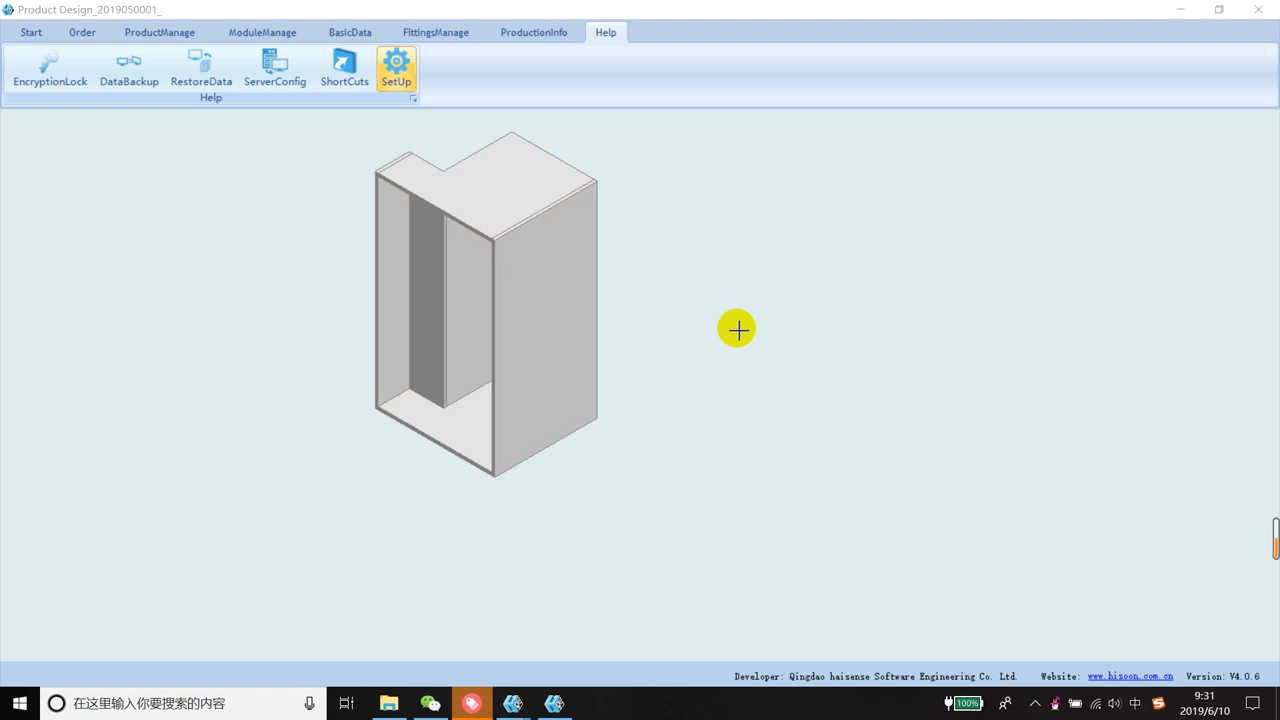 Product Design_2019050001_
Start Order ProductManage ModuleManage BasicData FittingsManage ProductionInfo Help
EncryptionLock DataBackup RestoreData ServerConfig ShortCuts SetUp
Help
Developer: Qingdao haisense Software Engineering Co. Ltd. Website: www.hixoon.com.cn Version: V4.0.6
在这里输入你要搜索的内容
100%
中
9:31
2019/6/10